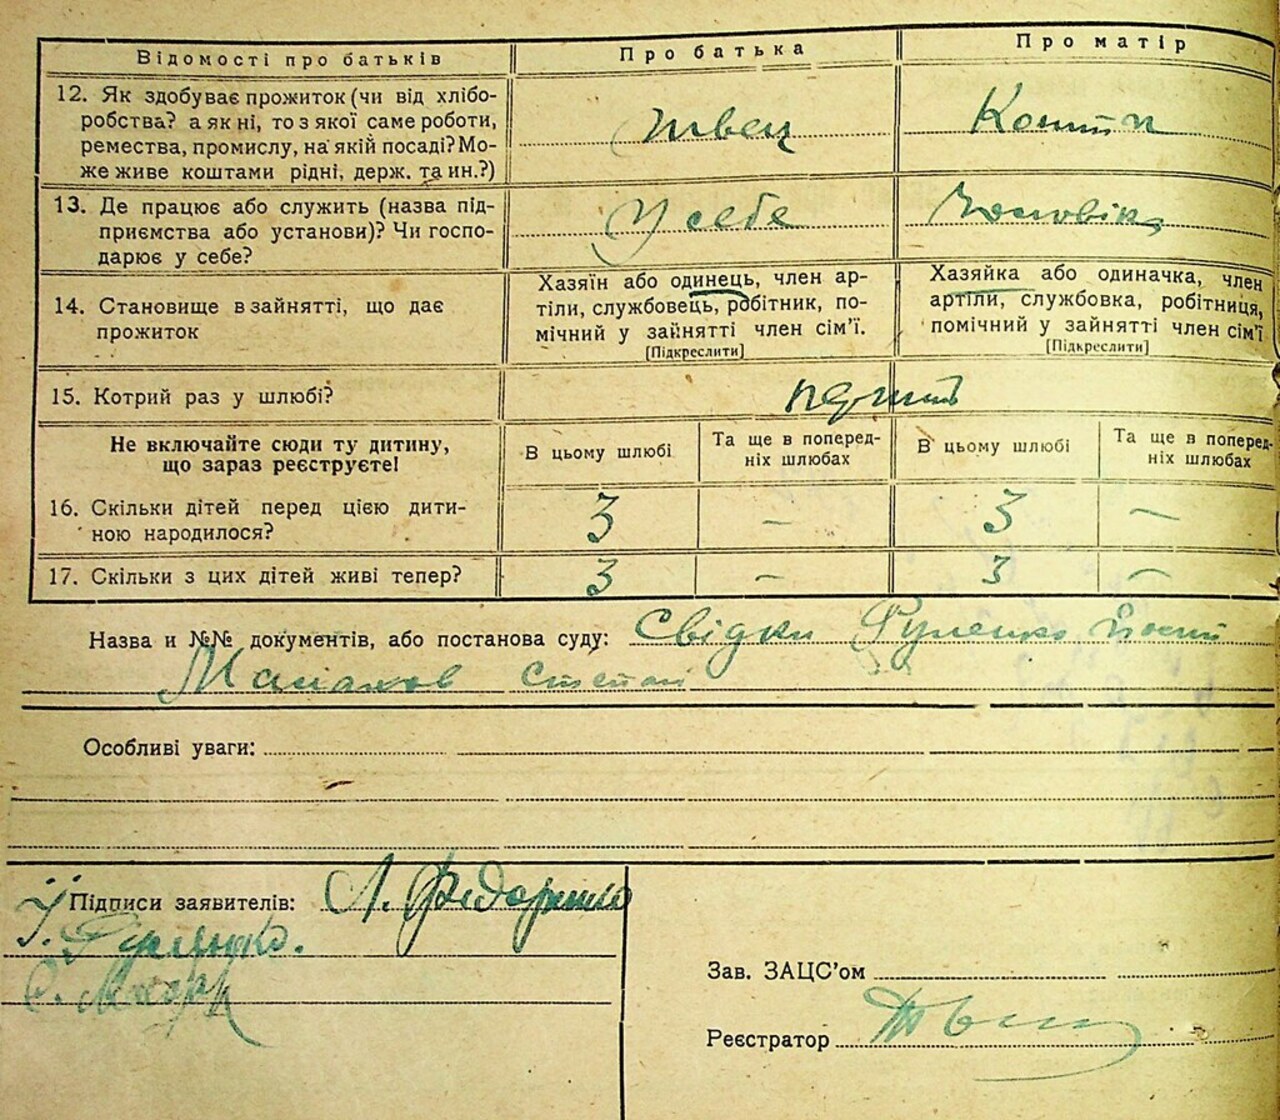 Відомості про батьків
Про батька
Про матір
12. Як здобуває прожиток (чи від хлібо-
робства? а як ні, то з якої саме роботи,
ремества, промислу, на якій посаді? Мо-
же живе коштами рідні, держ. та ин.?)
швец
Кошти
13. Де працює або служить (назва під-
приємства або установи)? Чи госпо-
дарює у себе?
У себе
Чоловіка
14. Становище в зайнятті, що дає
прожиток
Хазяїн або одинець, член ар-
тіли, службовець, робітник, по-
мічний у зайнятті член сім'ї.
[Підкреслити]
Хазяйка або одиначка, член
артіли, службовка, робітниця,
помічний у зайнятті член сім'ї
[Підкреслити]
15. Котрий раз у шлюбі?
Не включайте сюди ту дитину,
що зараз реєструєте!
В цьому шлюбі
Та ще в поперед-
ніх шлюбах
В цьому шлюбі
Та ще в поперед-
ніх шлюбах
16. Скільки дітей перед цією дити-
ною народилося?
3 – 3 –
17. Скільки з цих дітей живі тепер?
3 – 3 –
Назва и №№ документів, або постанова суду: Свідки
Степан
Особливі уваги:
Підписи заявителів: Л.
Зав. ЗАЦС'ом
Реєстратор